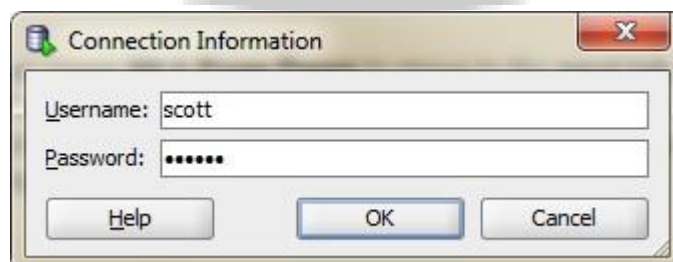 Connection Information
Username: scott
Password: ••••••
Help OK Cancel